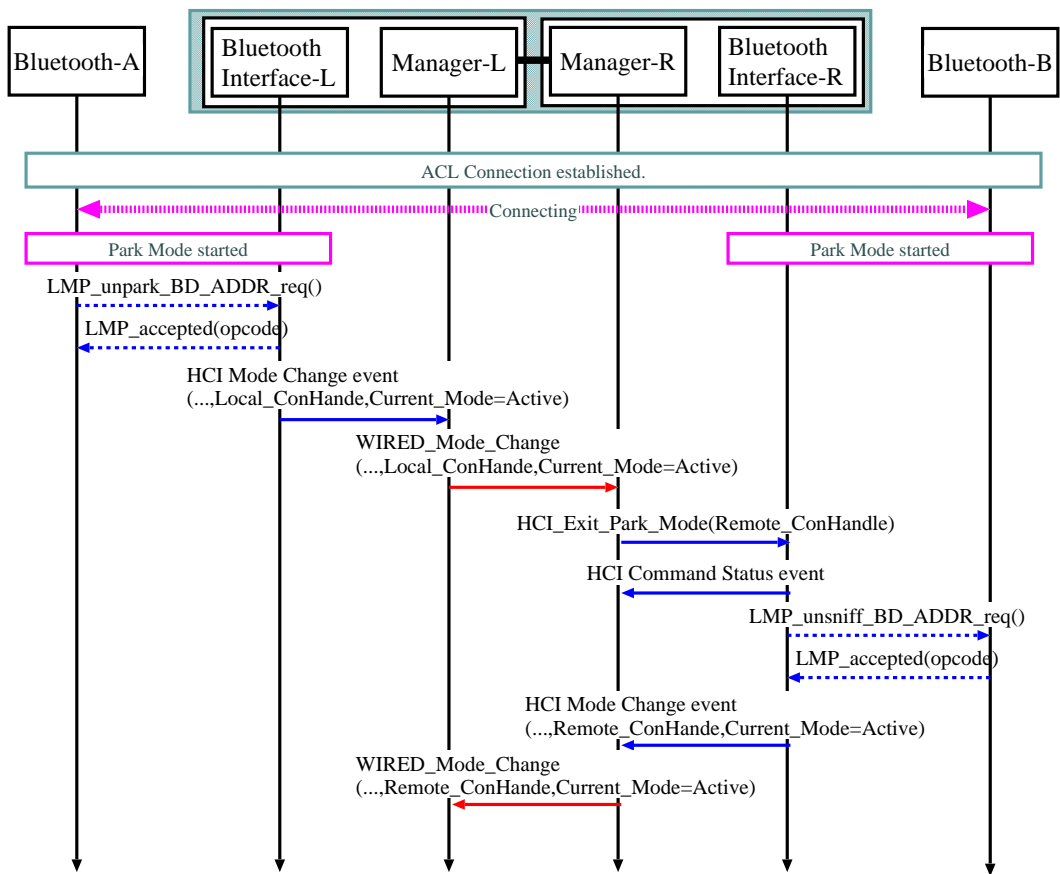 Bluetooth-A
Bluetooth
Interface-L
Manager-L
Manager-R
Bluetooth
Interface-R
Bluetooth-B
ACL Connection established.
Connecting
Park Mode started
Park Mode started
LMP_unpark_BD_ADDR_req()
LMP_accepted(opcode)
HCI Mode Change event
(...,Local_ConHande,Current_Mode=Active)
WIRED_Mode_Change
(...,Local_ConHande,Current_Mode=Active)
HCI_Exit_Park_Mode(Remote_ConHandle)
HCI Command Status event
LMP_unsniff_BD_ADDR_req()
LMP_accepted(opcode)
HCI Mode Change event
(...,Remote_ConHande,Current_Mode=Active)
WIRED_Mode_Change
(...,Remote_ConHande,Current_Mode=Active)